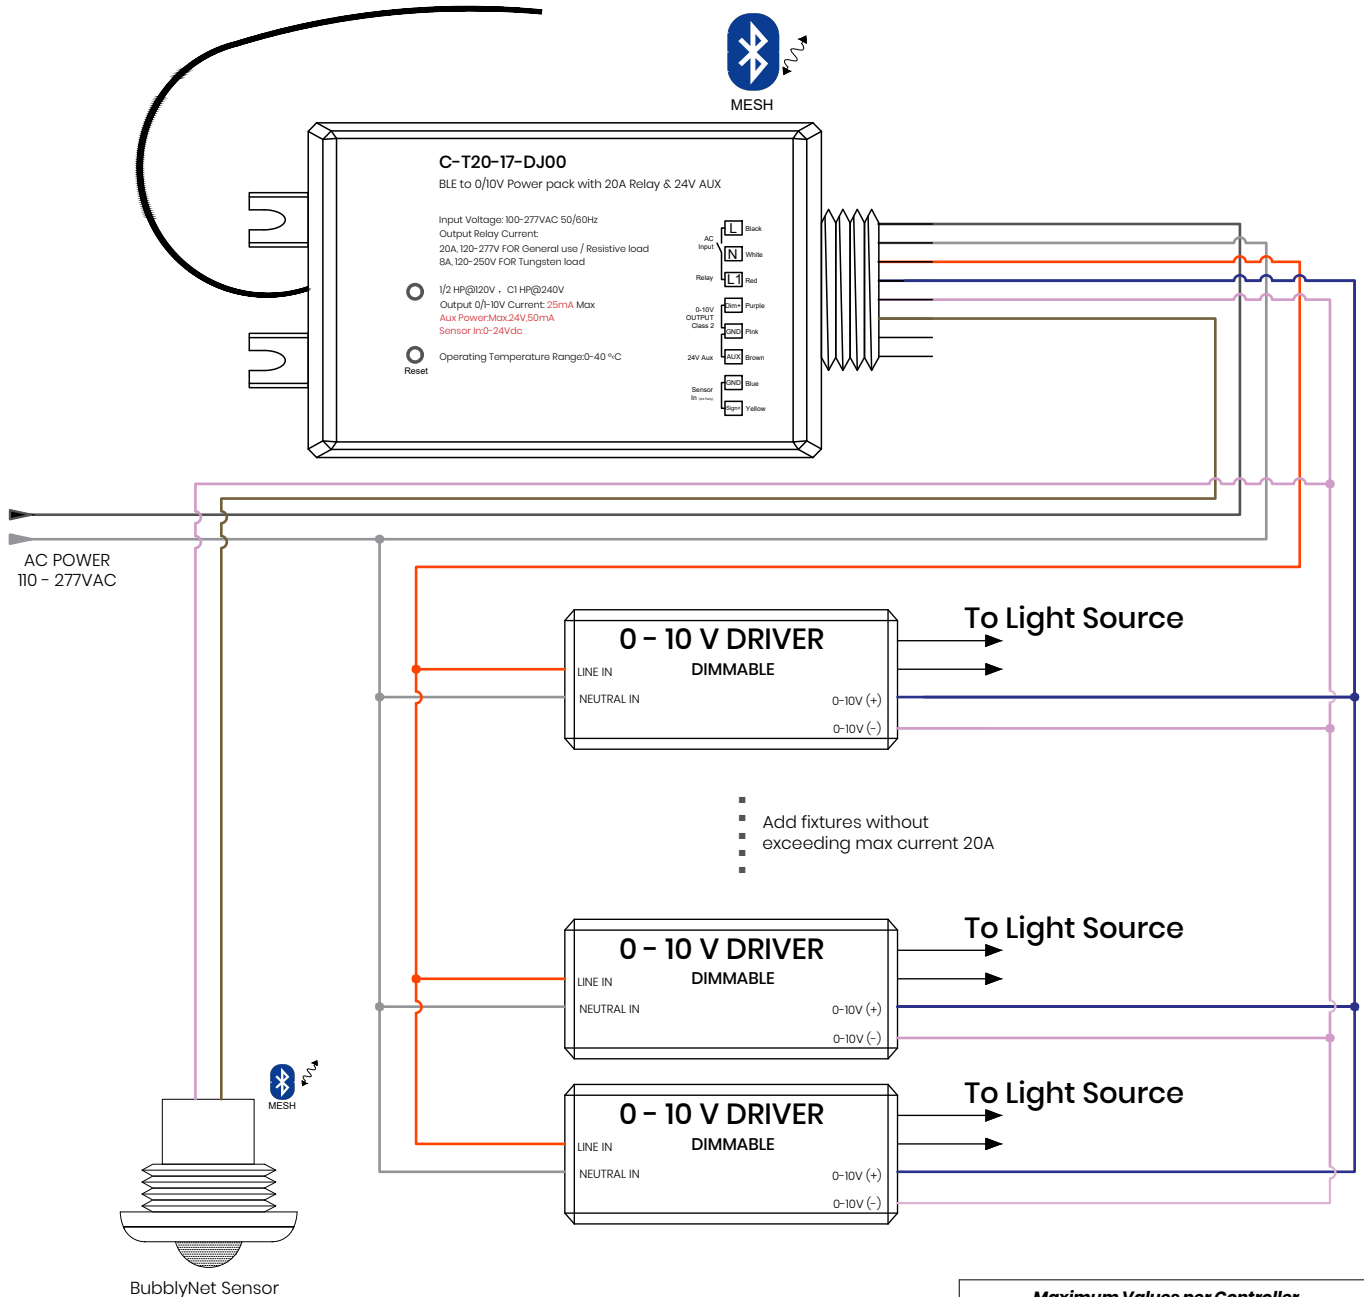 MESH
C-T20-17-DJ00
BLE to 0/10V Power pack with 20A Relay & 24V AUX
Input Voltage: 100-277VAC 50/60Hz
Output Relay Current:
20A, 120-277V FOR General use / Resistive load
8A, 120-250V FOR Tungsten load
1/2 HP@120V , C1 HP@240V
Output 0/1-10V Current: 25mA Max
Aux Power:Max.24V,50mA
Sensor In:0-24Vdc
Operating Temperature Range:0-40 °C
Reset
AC
Input
L Black
N White
Relay L1 Red
0-10V
OUTPUT
Class 2
Dim+ Purple
GND Pink
24V Aux AUX Brown
Sensor
In
GND Blue
Sign+ Yellow
AC POWER
110 - 277VAC
0 - 10 V DRIVER
DIMMABLE
LINE IN
NEUTRAL IN
0-10V (+)
0-10V (-)
To Light Source
Add fixtures without
exceeding max current 20A
0 - 10 V DRIVER
DIMMABLE
LINE IN
NEUTRAL IN
0-10V (+)
0-10V (-)
To Light Source
0 - 10 V DRIVER
DIMMABLE
LINE IN
NEUTRAL IN
0-10V (+)
0-10V (-)
To Light Source
MESH
BubblyNet Sensor
Maximum Values per Controller